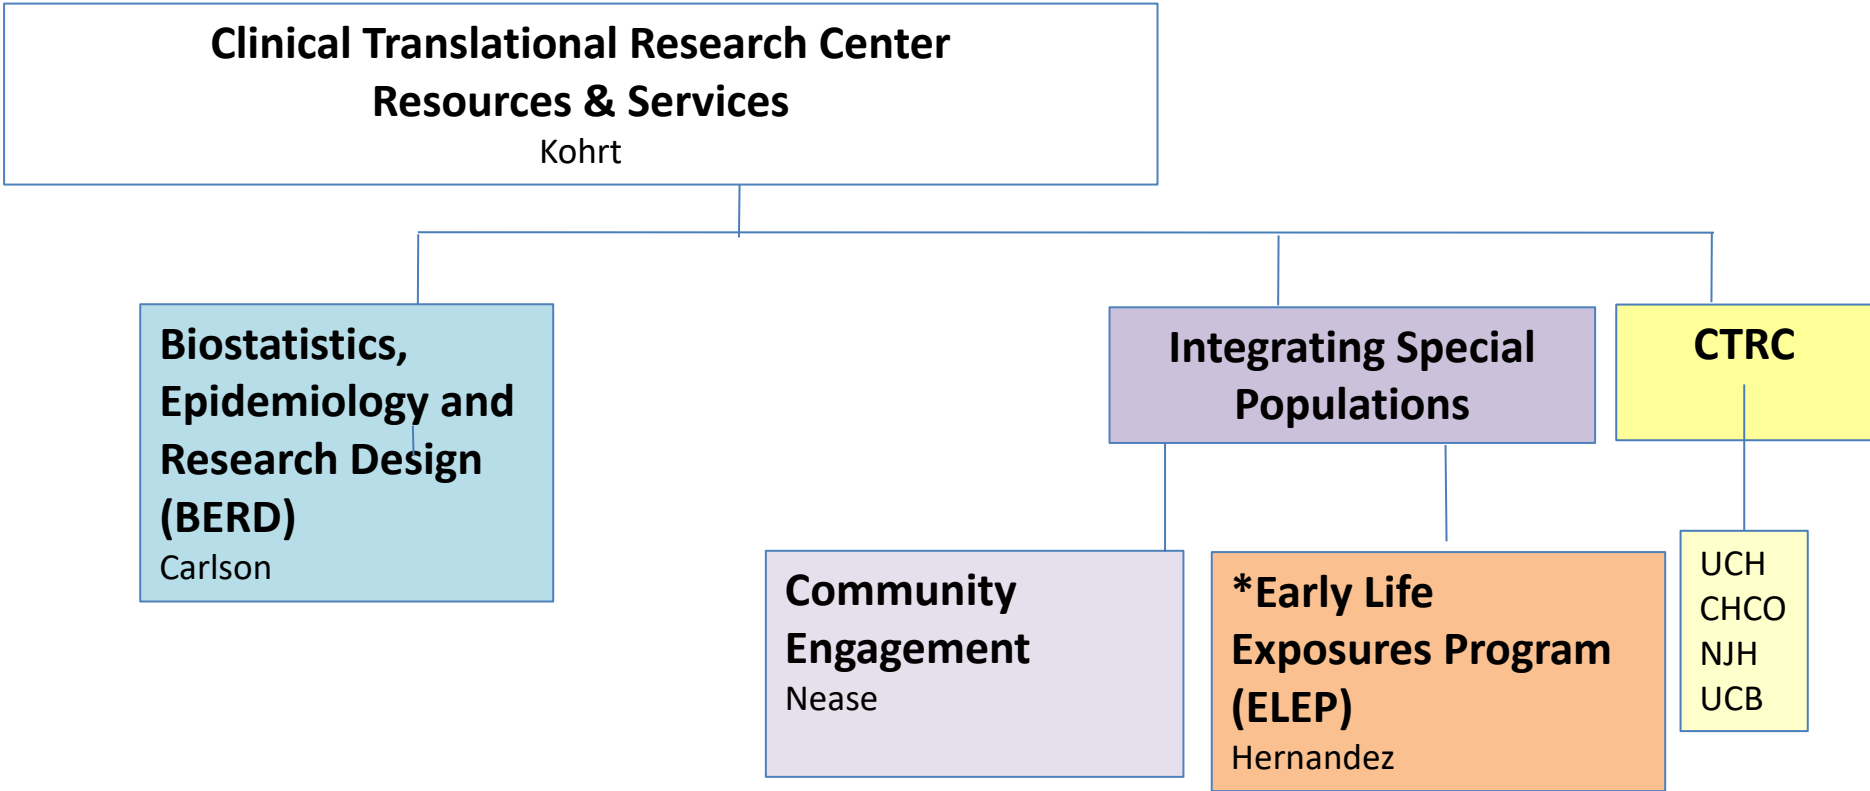 Clinical Translational Research Center
Resources & Services
Kohrt
Biostatistics,
Epidemiology and
Research Design
(BERD)
Carlson
Integrating Special
Populations
CTRC
Community
Engagement
Nease
*Early Life
Exposures Program
(ELEP)
Hernandez
UCH
CHCO
NJH
UCB